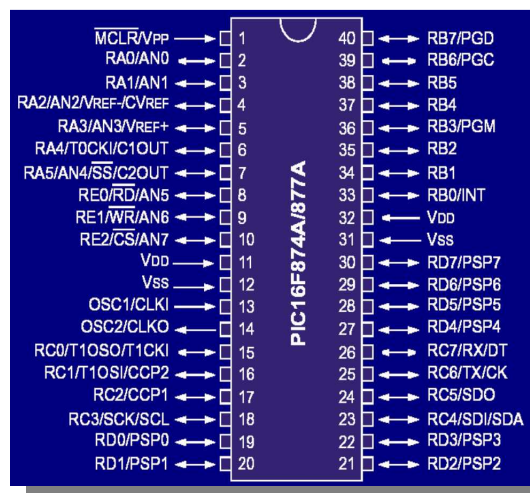 MCLR/VPP 1 40 RB7/PGD
RA0/AN0 2 39 RB6/PGC
RA1/AN1 3 38 RB5
RA2/AN2/VREF-/CVREF 4 37 RB4
RA3/AN3/VREF+ 5 36 RB3/PGM
RA4/T0CKI/C1OUT 6 35 RB2
RA5/AN4/SS/C2OUT 7 34 RB1
RE0/RD/AN5 8 33 RB0/INT
RE1/WR/AN6 9 32 VDD
RE2/CS/AN7 10 31 VSS
VDD 11 30 RD7/PSP7
VSS 12 29 RD6/PSP6
OSC1/CLKI 13 28 RD5/PSP5
OSC2/CLKO 14 27 RD4/PSP4
RC0/T1OSO/T1CKI 15 26 RC7/RX/DT
RC1/T1OSI/CCP2 16 25 RC6/TX/CK
RC2/CCP1 17 24 RC5/SDO
RC3/SCK/SCL 18 23 RC4/SDI/SDA
RD0/PSP0 19 22 RD3/PSP3
RD1/PSP1 20 21 RD2/PSP2
PIC16F874A/877A